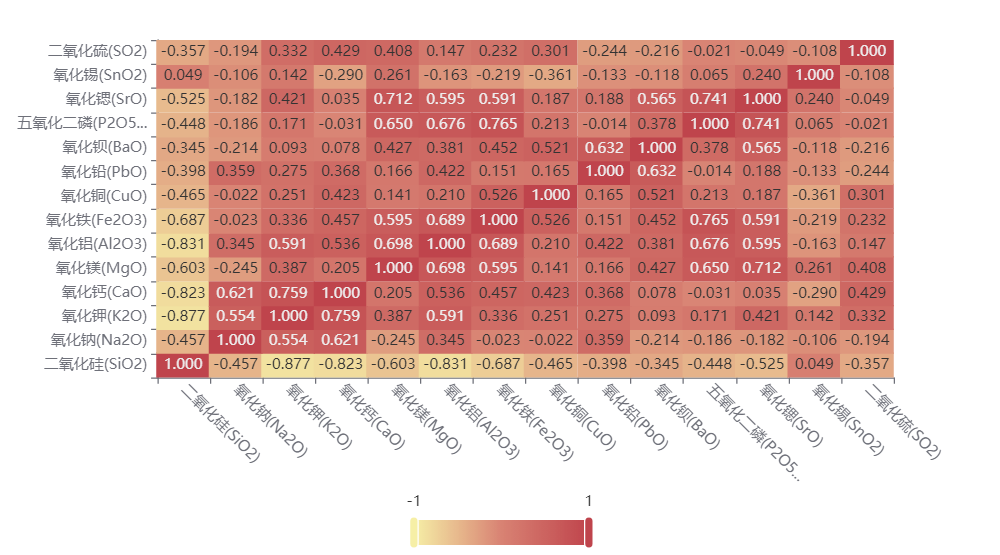 二氧化硫(SO2) -0.357 -0.194 0.332 0.429 0.408 0.147 0.232 0.301 -0.244 -0.216 -0.021 -0.049 -0.108 1.000
氧化锡(SnO2) 0.049 -0.106 0.142 -0.290 0.261 -0.163 -0.219 -0.361 -0.133 -0.118 0.065 0.240 1.000 -0.108
氧化锶(SrO) -0.525 -0.182 0.421 0.035 0.712 0.595 0.591 0.187 0.188 0.565 0.741 1.000 0.240 -0.049
五氧化二磷(P2O5... -0.448 -0.186 0.171 -0.031 0.650 0.676 0.765 0.213 -0.014 0.378 1.000 0.741 0.065 -0.021
氧化钡(BaO) -0.345 -0.214 0.093 0.078 0.427 0.381 0.452 0.521 0.632 1.000 0.378 0.565 -0.118 -0.216
氧化铅(PbO) -0.398 0.359 0.275 0.368 0.166 0.422 0.151 0.165 1.000 0.632 -0.014 0.188 -0.133 -0.244
氧化铜(CuO) -0.465 -0.022 0.251 0.423 0.141 0.210 0.526 1.000 0.165 0.521 0.213 0.187 -0.361 0.301
氧化铁(Fe2O3) -0.687 -0.023 0.336 0.457 0.595 0.689 1.000 0.526 0.151 0.452 0.765 0.591 -0.219 0.232
氧化铝(Al2O3) -0.831 0.345 0.591 0.536 0.698 1.000 0.689 0.210 0.422 0.381 0.676 0.595 -0.163 0.147
氧化镁(MgO) -0.603 -0.245 0.387 0.205 1.000 0.698 0.595 0.141 0.166 0.427 0.650 0.712 0.261 0.408
氧化钙(CaO) -0.823 0.621 0.759 1.000 0.205 0.536 0.457 0.423 0.368 0.078 -0.031 0.035 -0.290 0.429
氧化钾(K2O) -0.877 0.554 1.000 0.759 0.387 0.591 0.336 0.251 0.275 0.093 0.171 0.421 0.142 0.332
氧化钠(Na2O) -0.457 1.000 0.554 0.621 -0.245 0.345 -0.023 -0.022 0.359 -0.214 -0.186 -0.182 -0.106 -0.194
二氧化硅(SiO2) 1.000 -0.457 -0.877 -0.823 -0.603 -0.831 -0.687 -0.465 -0.398 -0.345 -0.448 -0.525 0.049 -0.357
二氧化硅(SiO2)
氧化钠(Na2O)
氧化钾(K2O)
氧化钙(CaO)
氧化镁(MgO)
氧化铝(Al2O3)
氧化铁(Fe2O3)
氧化铜(CuO)
氧化铅(PbO)
氧化钡(BaO)
五氧化二磷(P2O5...
氧化锶(SrO)
氧化锡(SnO2)
二氧化硫(SO2)
-1 1